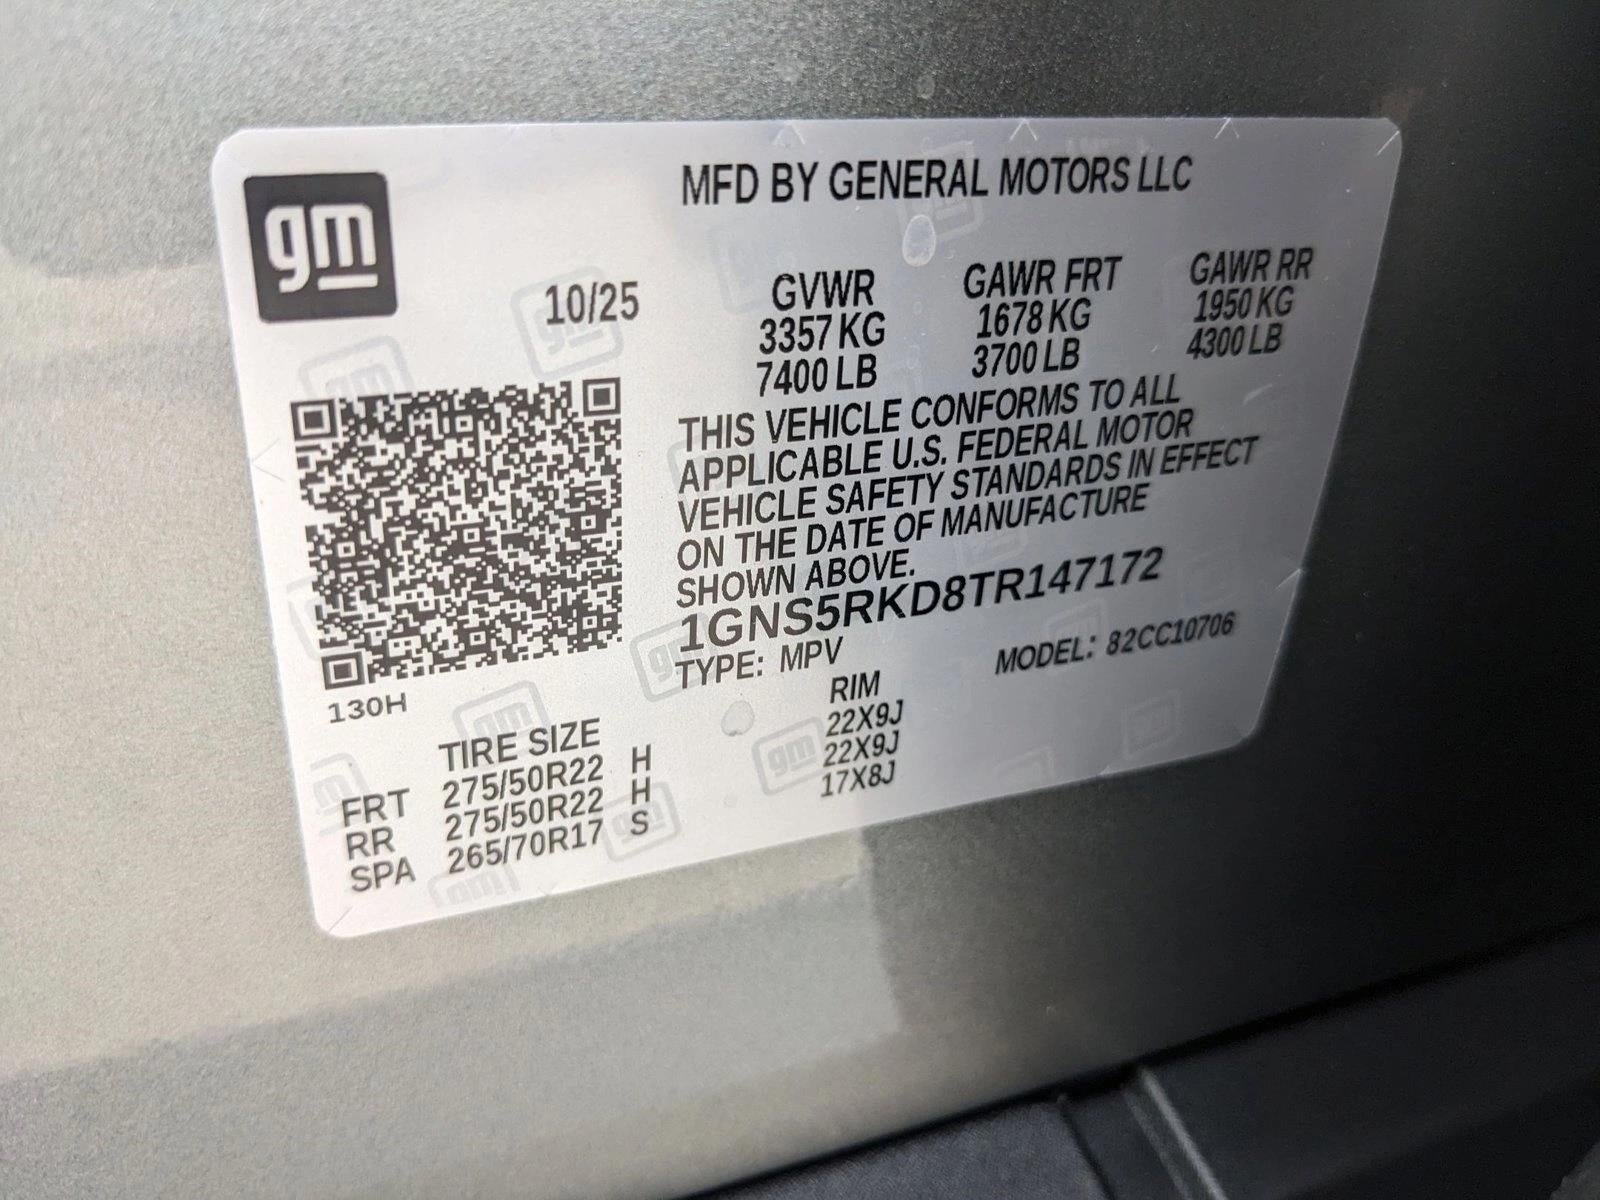 gm
MFD BY GENERAL MOTORS LLC
10/25
GVWR GAWR FRT GAWR RR
3357 KG 1678 KG 1950 KG
7400 LB 3700 LB 4300 LB
THIS VEHICLE CONFORMS TO ALL
APPLICABLE U.S. FEDERAL MOTOR
VEHICLE SAFETY STANDARDS IN EFFECT
ON THE DATE OF MANUFACTURE
SHOWN ABOVE.
1GNS5RKD8TR147172
TYPE: MPV MODEL: 82CC10706
130H
TIRE SIZE RIM
FRT 275/50R22 H 22X9J
RR 275/50R22 H 22X9J
SPA 265/70R17 S 17X8J